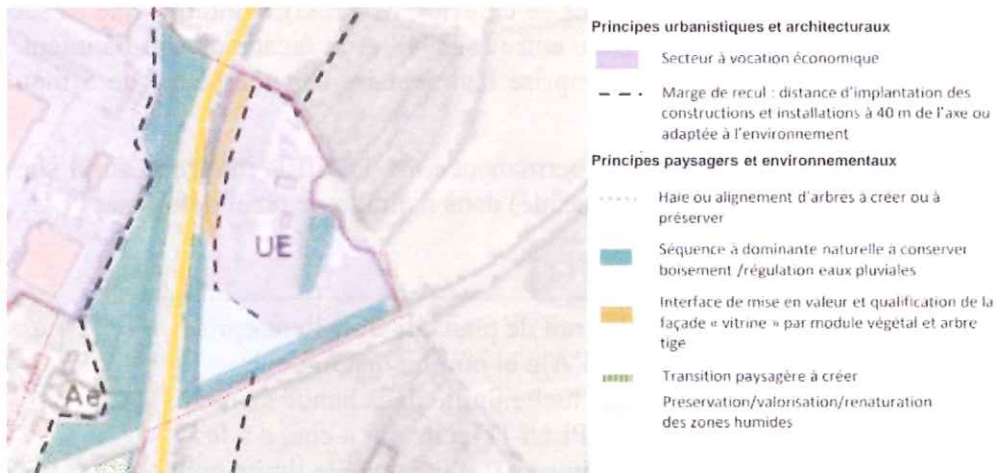 UE
Ae
Principes urbanistiques et architecturaux
Secteur à vocation économique
Marge de recul : distance d'implantation des
constructions et installations à 40 m de l'axe ou
adaptée à l'environnement
Principes paysagers et environnementaux
Haie ou alignement d'arbres à créer ou à
préserver
Séquence à dominante naturelle à conserver
boisement /régulation eaux pluviales
Interface de mise en valeur et qualification de la
façade « vitrine » par module végétal et arbre
tige
Transition paysagère à créer
Préservation/valorisation/renaturation
des zones humides